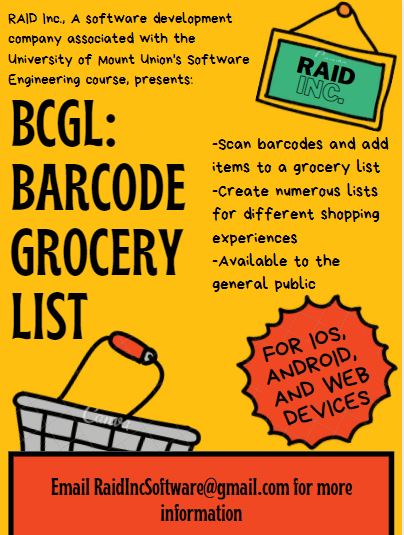 RAID Inc., A software development
company associated with the
University of Mount Union's Software
Engineering course, presents:
RAID
INC.
BCGL:
BARCODE
GROCERY
LIST
-Scan barcodes and add
items to a grocery list
-Create numerous lists
for different shopping
experiences
-Available to the
general public
FOR IOS,
ANDROID,
AND WEB
DEVICES
Canva
Email RaidIncSoftware@gmail.com for more
information